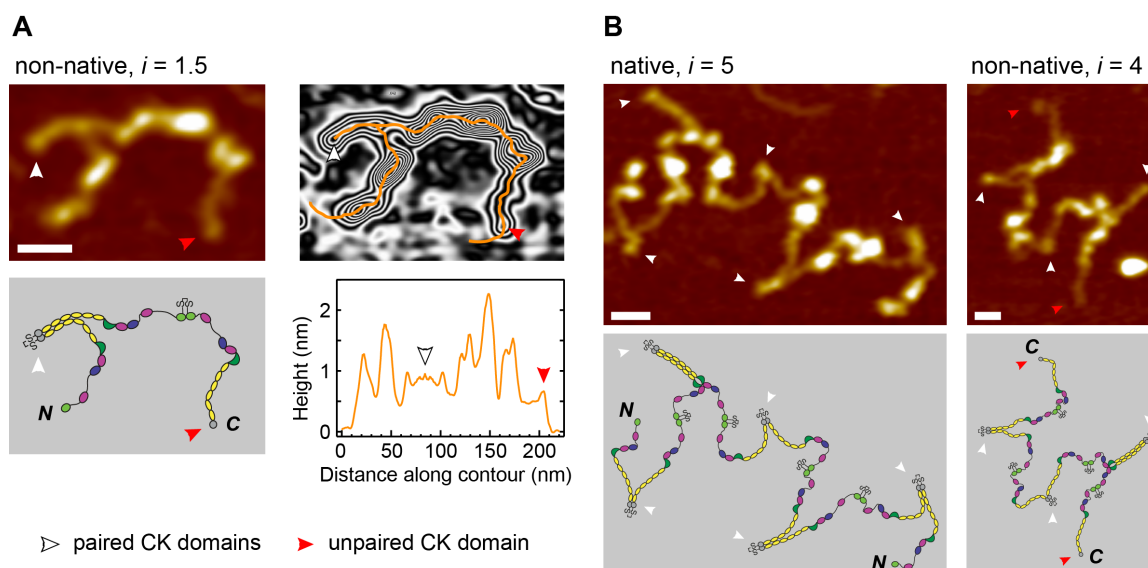 A
non-native, i = 1.5
N
C
Height (nm)
2
1
0
0
50
100
150
200
Distance along contour (nm)
paired CK domains
unpaired CK domain
B
native, i = 5
non-native, i = 4
N
N
C
C